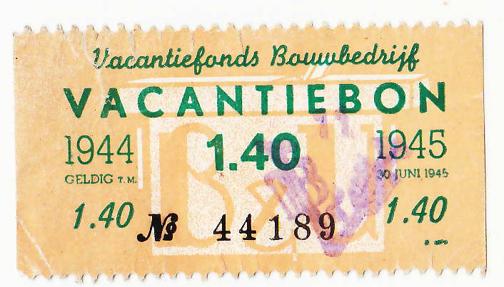 Vacantiefonds Bouwbedrijf
VACANTIEBON
1944 1.40 1945
GELDIG T.M. 30 JUNI 1945
1.40 № 44189 1.40